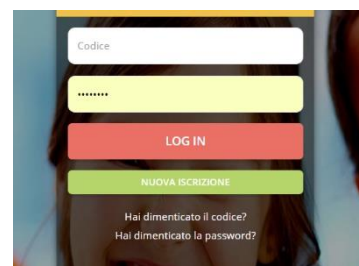 Codice
••••••••
LOG IN
NUOVA ISCRIZIONE
Hai dimenticato il codice?
Hai dimenticato la password?